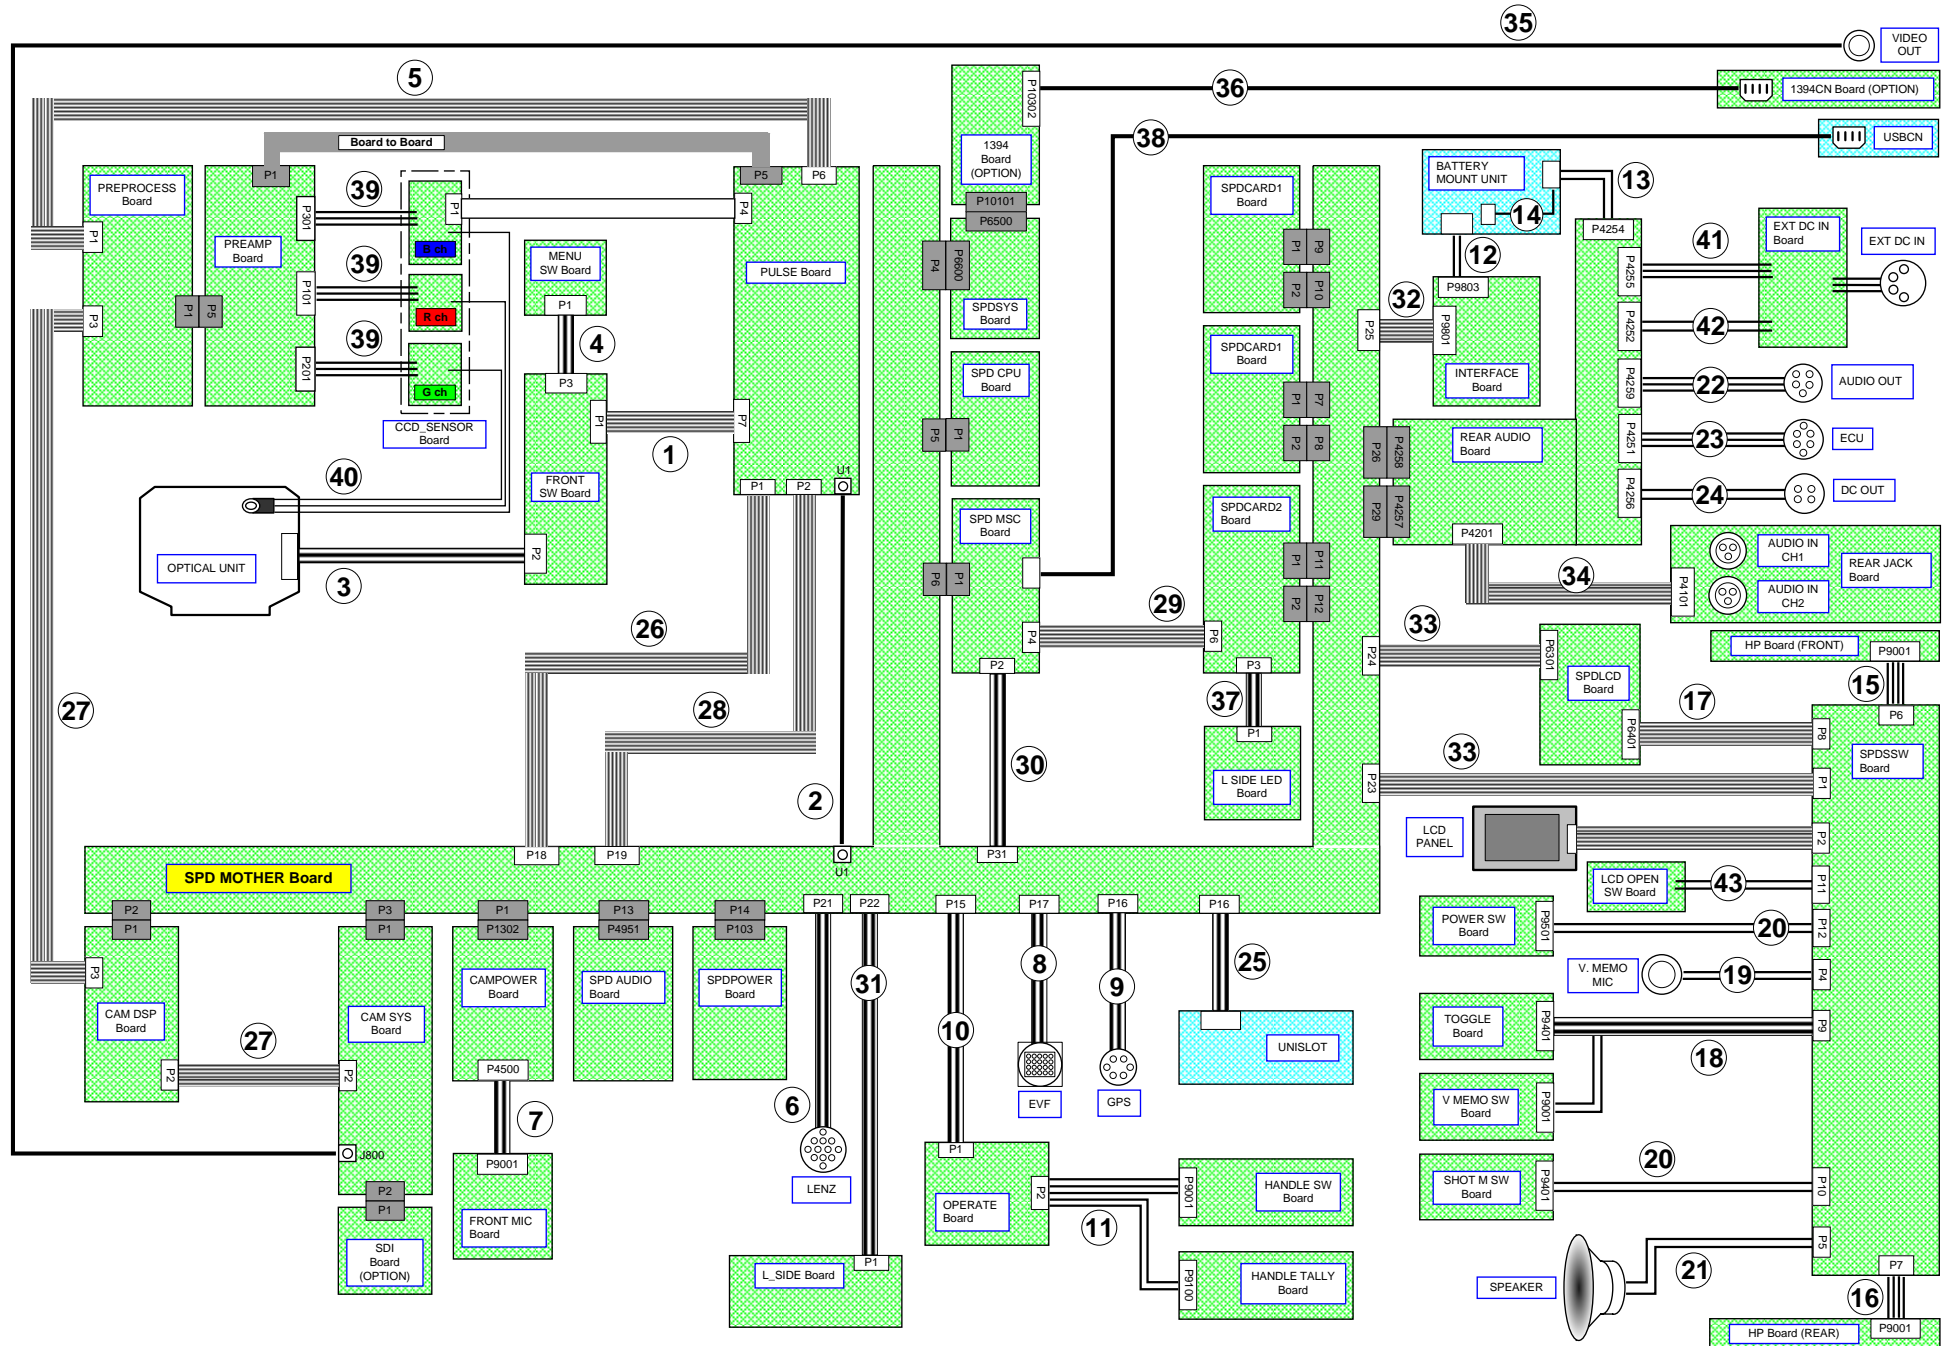 35
VIDEO
OUT
5
36
1394CN Board (OPTION)
P10302
38
USBCN
Board to Board
1394
Board
(OPTION)
P10101
P6500
PREPROCESS
Board
P1
P3
P1
P5
P1
PREAMP
Board
P301
P101
P201
39
39
39
P1
B ch
R ch
G ch
CCD_SENSOR
Board
40
OPTICAL UNIT
3
MENU
SW Board
P1
4
P3
P1
FRONT
SW Board
P2
1
P5
P6
P4
PULSE Board
P7
P1
P2
U1
26
28
2
27
P4
P6600
SPDSYS
Board
SPD CPU
Board
P5
P1
SPD MSC
Board
P6
P1
P4
P2
29
30
SPDCARD1
Board
P1
P9
P2
P10
SPDCARD1
Board
P1
P7
P2
P8
SPDCARD2
Board
P1
P11
P2
P12
P6
P3
37
P1
L SIDE LED
Board
BATTERY
MOUNT UNIT
14
13
12
P9803
P9801
INTERFACE
Board
32
P25
P4254
P4255
P4252
P4259
P4251
P4256
41
42
22
23
24
EXT DC IN
Board
EXT DC IN
AUDIO OUT
ECU
DC OUT
P26
P4258
P29
P4257
REAR AUDIO
Board
P4201
34
P4101
AUDIO IN
CH1
AUDIO IN
CH2
REAR JACK
Board
HP Board (FRONT)
P9001
15
P6
33
P24
P6301
SPDLCD
Board
P6401
17
P8
SPDSSW
Board
33
P23
P1
LCD
PANEL
P2
LCD OPEN
SW Board
43
P11
POWER SW
Board
P9501
20
P12
V. MEMO
MIC
19
P4
TOGGLE
Board
P9401
18
P9
V MEMO SW
Board
P9001
SHOT M SW
Board
P9401
20
P10
SPEAKER
21
P5
P7
16
P9001
HP Board (REAR)
P18
P19
U1
P31
SPD MOTHER Board
P2
P1
P3
P1
P1
P1302
P13
P4951
P14
P103
P21
P22
P15
P17
P16
P16
P3
CAM DSP
Board
P2
27
CAM SYS
Board
P2
J800
P2
P1
SDI
Board
(OPTION)
CAMPOWER
Board
P4500
7
P9001
FRONT MIC
Board
SPD AUDIO
Board
SPDPOWER
Board
6
LENZ
31
P1
L_SIDE Board
10
P1
OPERATE
Board
P2
11
8
EVF
9
GPS
25
UNISLOT
P9001
HANDLE SW
Board
P9100
HANDLE TALLY
Board